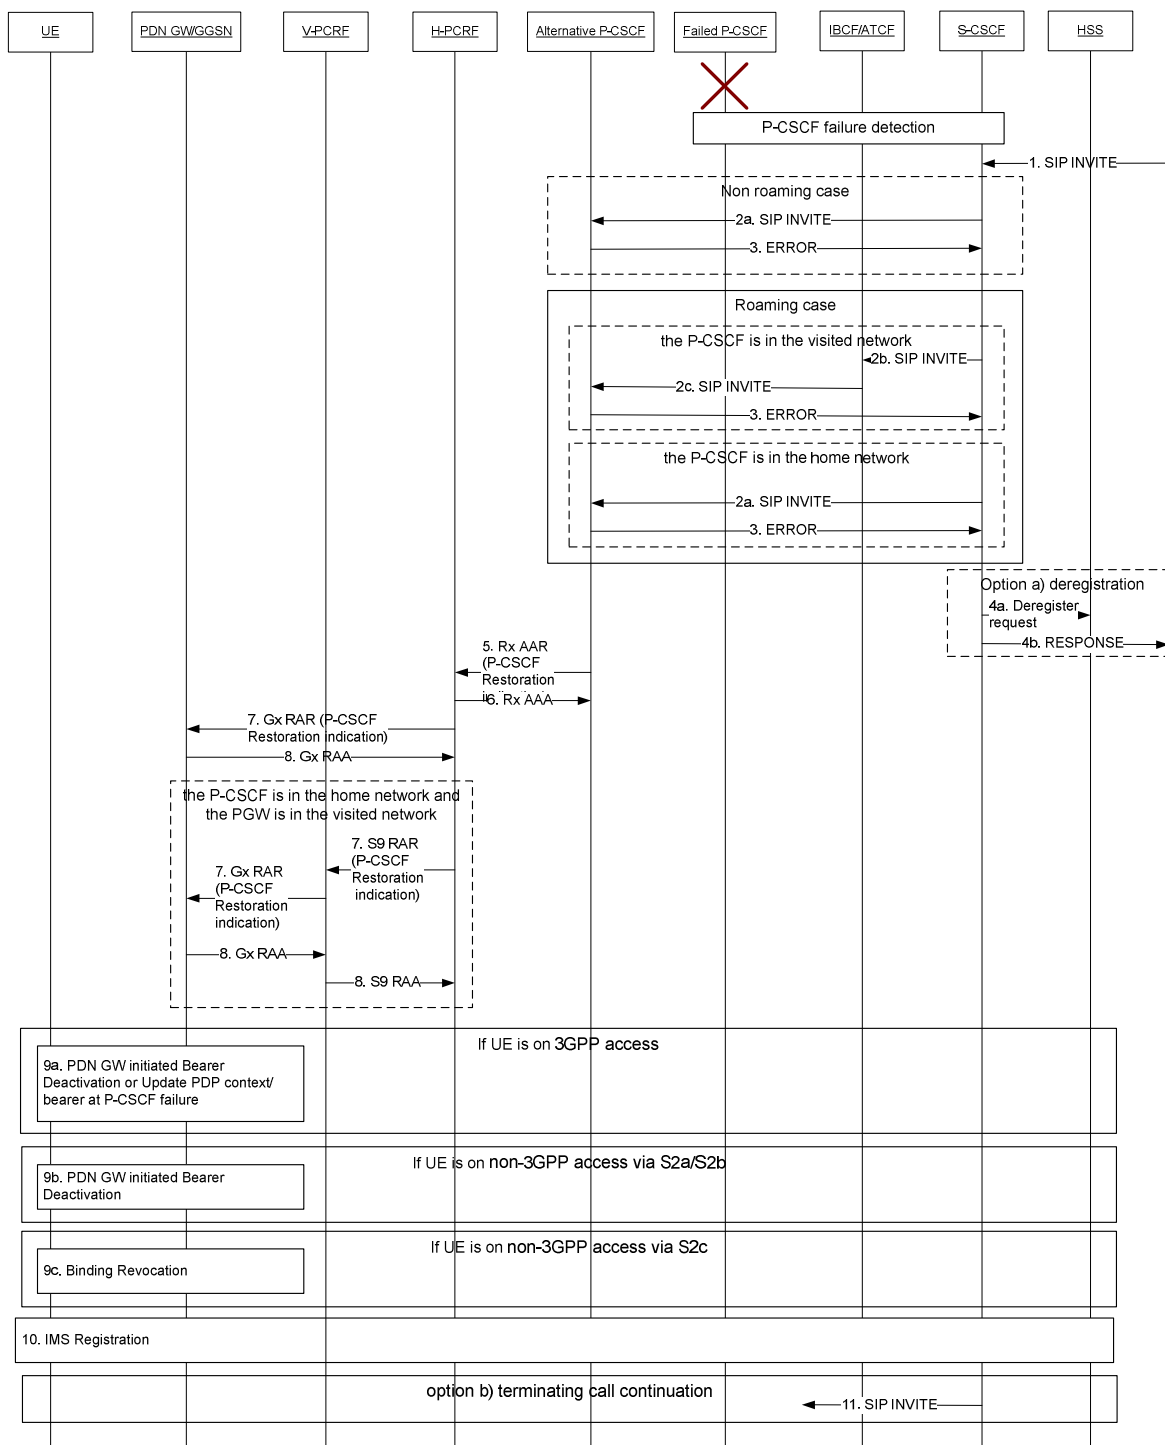 UE
PDN GW/GGSN
V-PCRF
H-PCRF
Alternative P-CSCF
Failed P-CSCF
IBCF/ATCF
S-CSCF
HSS
P-CSCF failure detection
1. SIP INVITE
Non roaming case
2a. SIP INVITE
3. ERROR
Roaming case
the P-CSCF is in the visited network
2b. SIP INVITE
2c. SIP INVITE
3. ERROR
the P-CSCF is in the home network
2a. SIP INVITE
3. ERROR
Option a) deregistration
4a. Deregister
request
4b. RESPONSE
5. Rx AAR
(P-CSCF
Restoration
6. Rx AAA
7. Gx RAR (P-CSCF
Restoration indication)
8. Gx RAA
the P-CSCF is in the home network and
the PGW is in the visited network
7. S9 RAR
(P-CSCF
Restoration
indication)
7. Gx RAR
(P-CSCF
Restoration
indication)
8. Gx RAA
8. S9 RAA
If UE is on 3GPP access
9a. PDN GW initiated Bearer
Deactivation or Update PDP context/
bearer at P-CSCF failure
If UE is on non-3GPP access via S2a/S2b
9b. PDN GW initiated Bearer
Deactivation
If UE is on non-3GPP access via S2c
9c. Binding Revocation
10. IMS Registration
option b) terminating call continuation
11. SIP INVITE